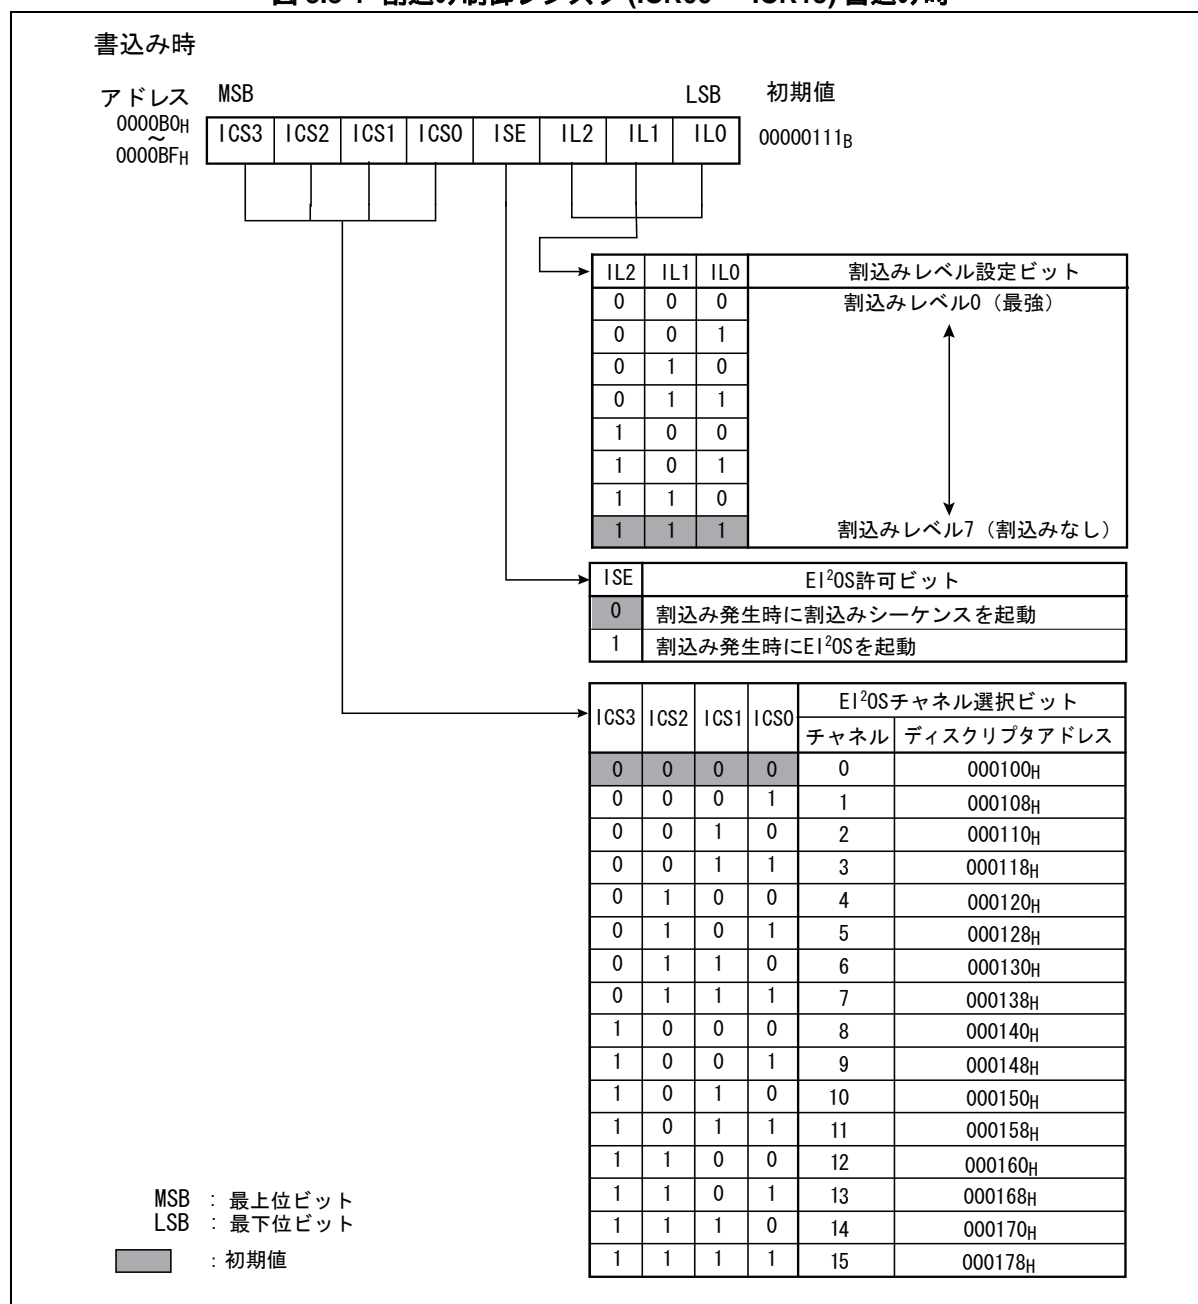 書込み時
アドレス MSB LSB 初期値
0000B0H
~
0000BFH
ICS3 ICS2 ICS1 ICS0 ISE IL2 IL1 IL0 00000111B
IL2 IL1 IL0 割込みレベル設定ビット
0 0 0 割込みレベル0（最強）
0 0 1
0 1 0
0 1 1
1 0 0
1 0 1
1 1 0
1 1 1 割込みレベル7（割込みなし）
ISE EI²OS許可ビット
0 割込み発生時に割込みシーケンスを起動
1 割込み発生時にEI²OSを起動
ICS3 ICS2 ICS1 ICS0 EI²OSチャネル選択ビット
チャネル ディスクリプタアドレス
0 0 0 0 0 000100H
0 0 0 1 1 000108H
0 0 1 0 2 000110H
0 0 1 1 3 000118H
0 1 0 0 4 000120H
0 1 0 1 5 000128H
0 1 1 0 6 000130H
0 1 1 1 7 000138H
1 0 0 0 8 000140H
1 0 0 1 9 000148H
1 0 1 0 10 000150H
1 0 1 1 11 000158H
1 1 0 0 12 000160H
1 1 0 1 13 000168H
1 1 1 0 14 000170H
1 1 1 1 15 000178H
MSB : 最上位ビット
LSB : 最下位ビット
: 初期値